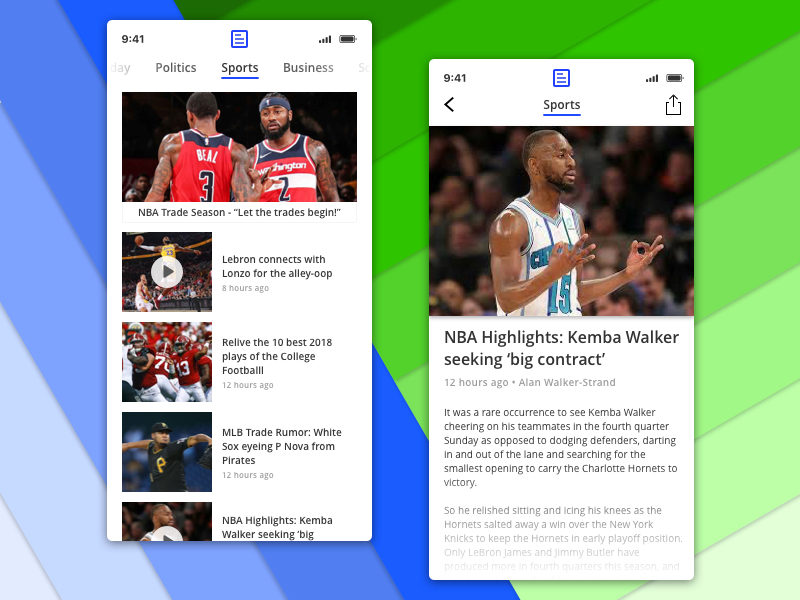 9:41
day Politics Sports Business Sc
BEAL
3
Washington
2
NBA Trade Season - “Let the trades begin!”
Lebron connects with
Lonzo for the alley-oop
8 hours ago
Relive the 10 best 2018
plays of the College
Footballl
12 hours ago
MLB Trade Rumor: White
Sox eyeing P Nova from
Pirates
12 hours ago
NBA Highlights: Kemba
Walker seeking ‘big
9:41
Sports
15
NBA Highlights: Kemba Walker
seeking ‘big contract’
12 hours ago • Alan Walker-Strand
It was a rare occurrence to see Kemba Walker
cheering on his teammates in the fourth quarter
Sunday as opposed to dodging defenders, darting
in and out of the lane and searching for the
smallest opening to carry the Charlotte Hornets to
victory.
So he relished sitting and icing his knees as the
Hornets salted away a win over the New York
Knicks to keep the Hornets in early playoff position.
Only LeBron James and Jimmy Butler have
produced more in fourth quarters this season, and